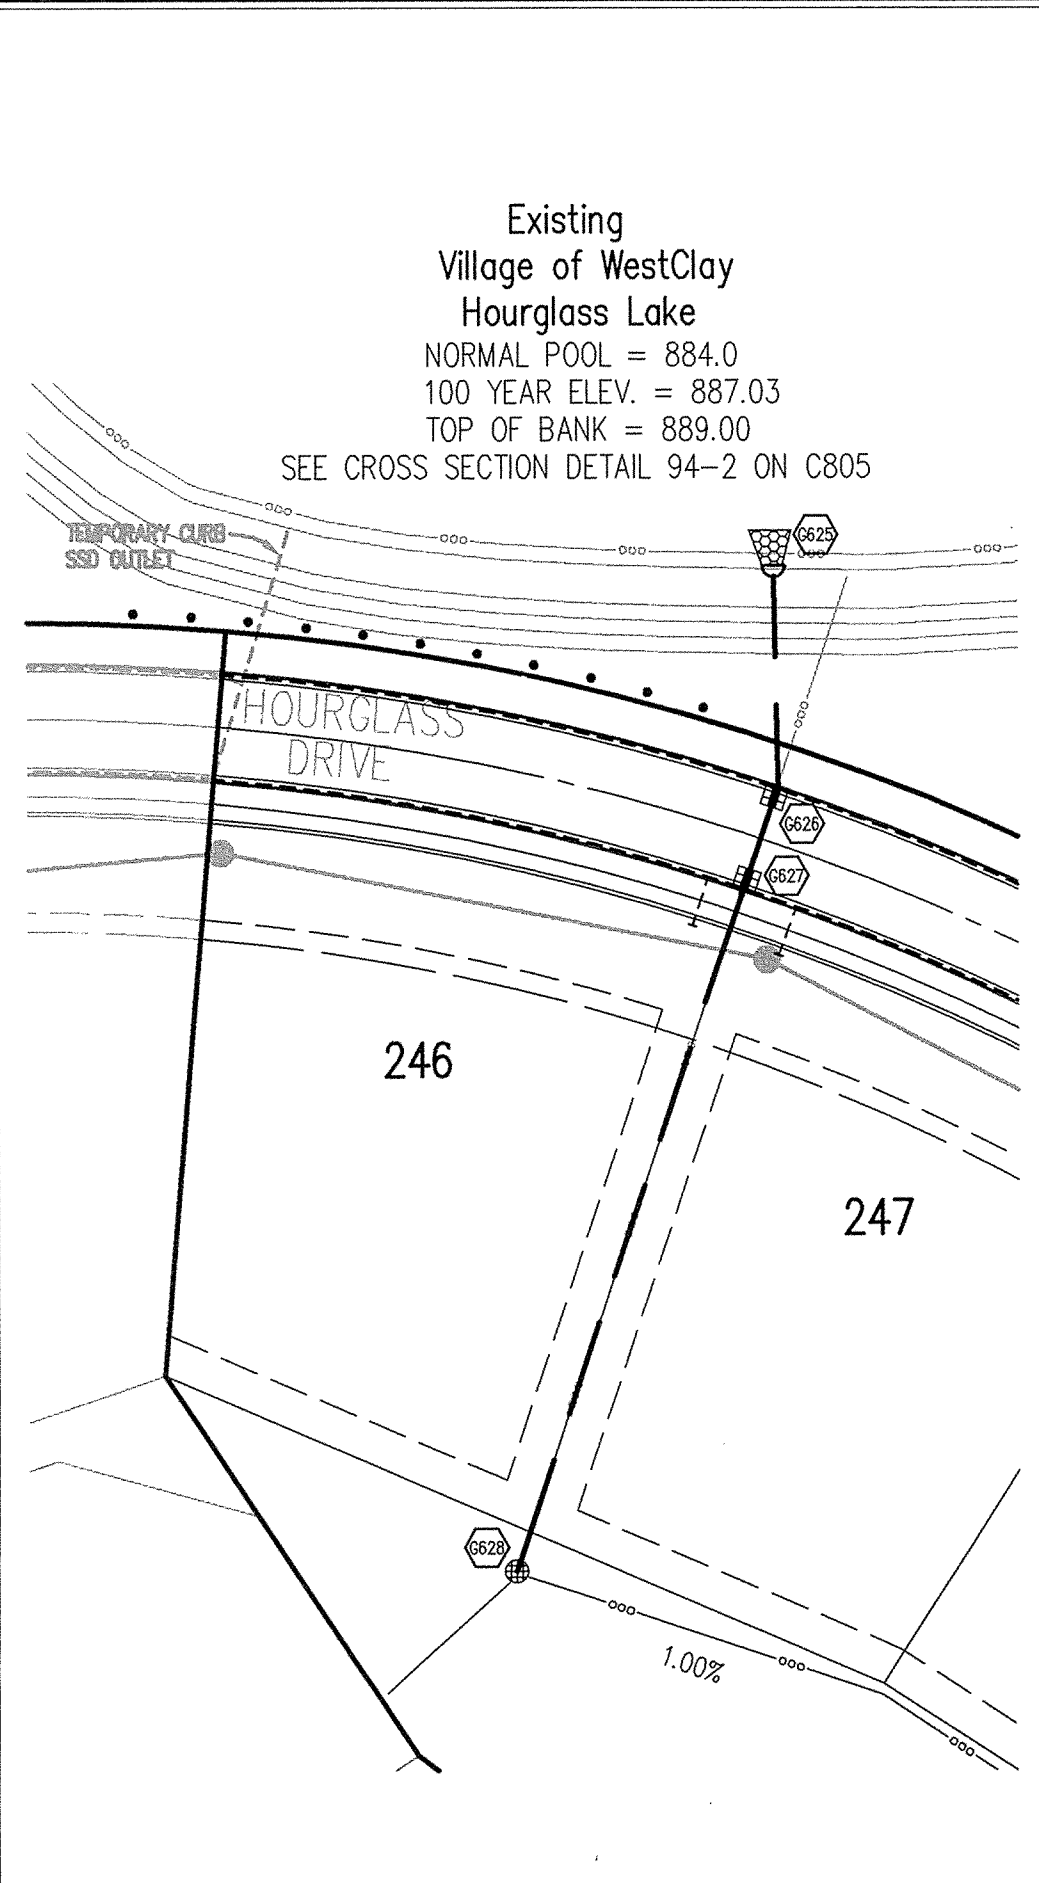 Existing
Village of WestClay
Hourglass Lake
NORMAL POOL = 884.0
100 YEAR ELEV. = 887.03
TOP OF BANK = 889.00
SEE CROSS SECTION DETAIL 94-2 ON C805
TEMPORARY CURB
SSD OUTLET
G625
HOURGLASS
DRIVE
G626
G627
246
247
G628
1.00%